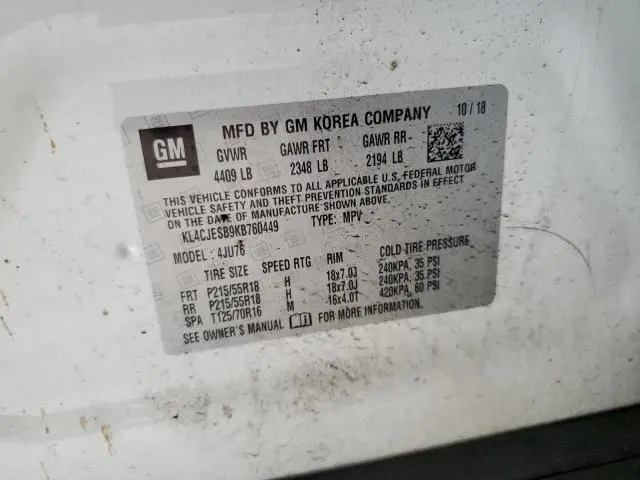 GM
MFD BY GM KOREA COMPANY 10/18
GVWR GAWR FRT GAWR RR
4409 LB 2348 LB 2194 LB
THIS VEHICLE CONFORMS TO ALL APPLICABLE U.S. FEDERAL MOTOR
VEHICLE SAFETY AND THEFT PREVENTION STANDARDS IN EFFECT
ON THE DATE OF MANUFACTURE SHOWN ABOVE.
KL4CJESB9KB760449 TYPE: MPV
MODEL: 4JU76
TIRE SIZE SPEED RTG RIM COLD TIRE PRESSURE
FRT P215/55R18 H 18x7.0J 240KPA, 35 PSI
RR P215/55R18 H 18x7.0J 240KPA, 35 PSI
SPA T125/70R16 M 16x4.0T 420KPA, 60 PSI
SEE OWNER'S MANUAL FOR MORE INFORMATION.